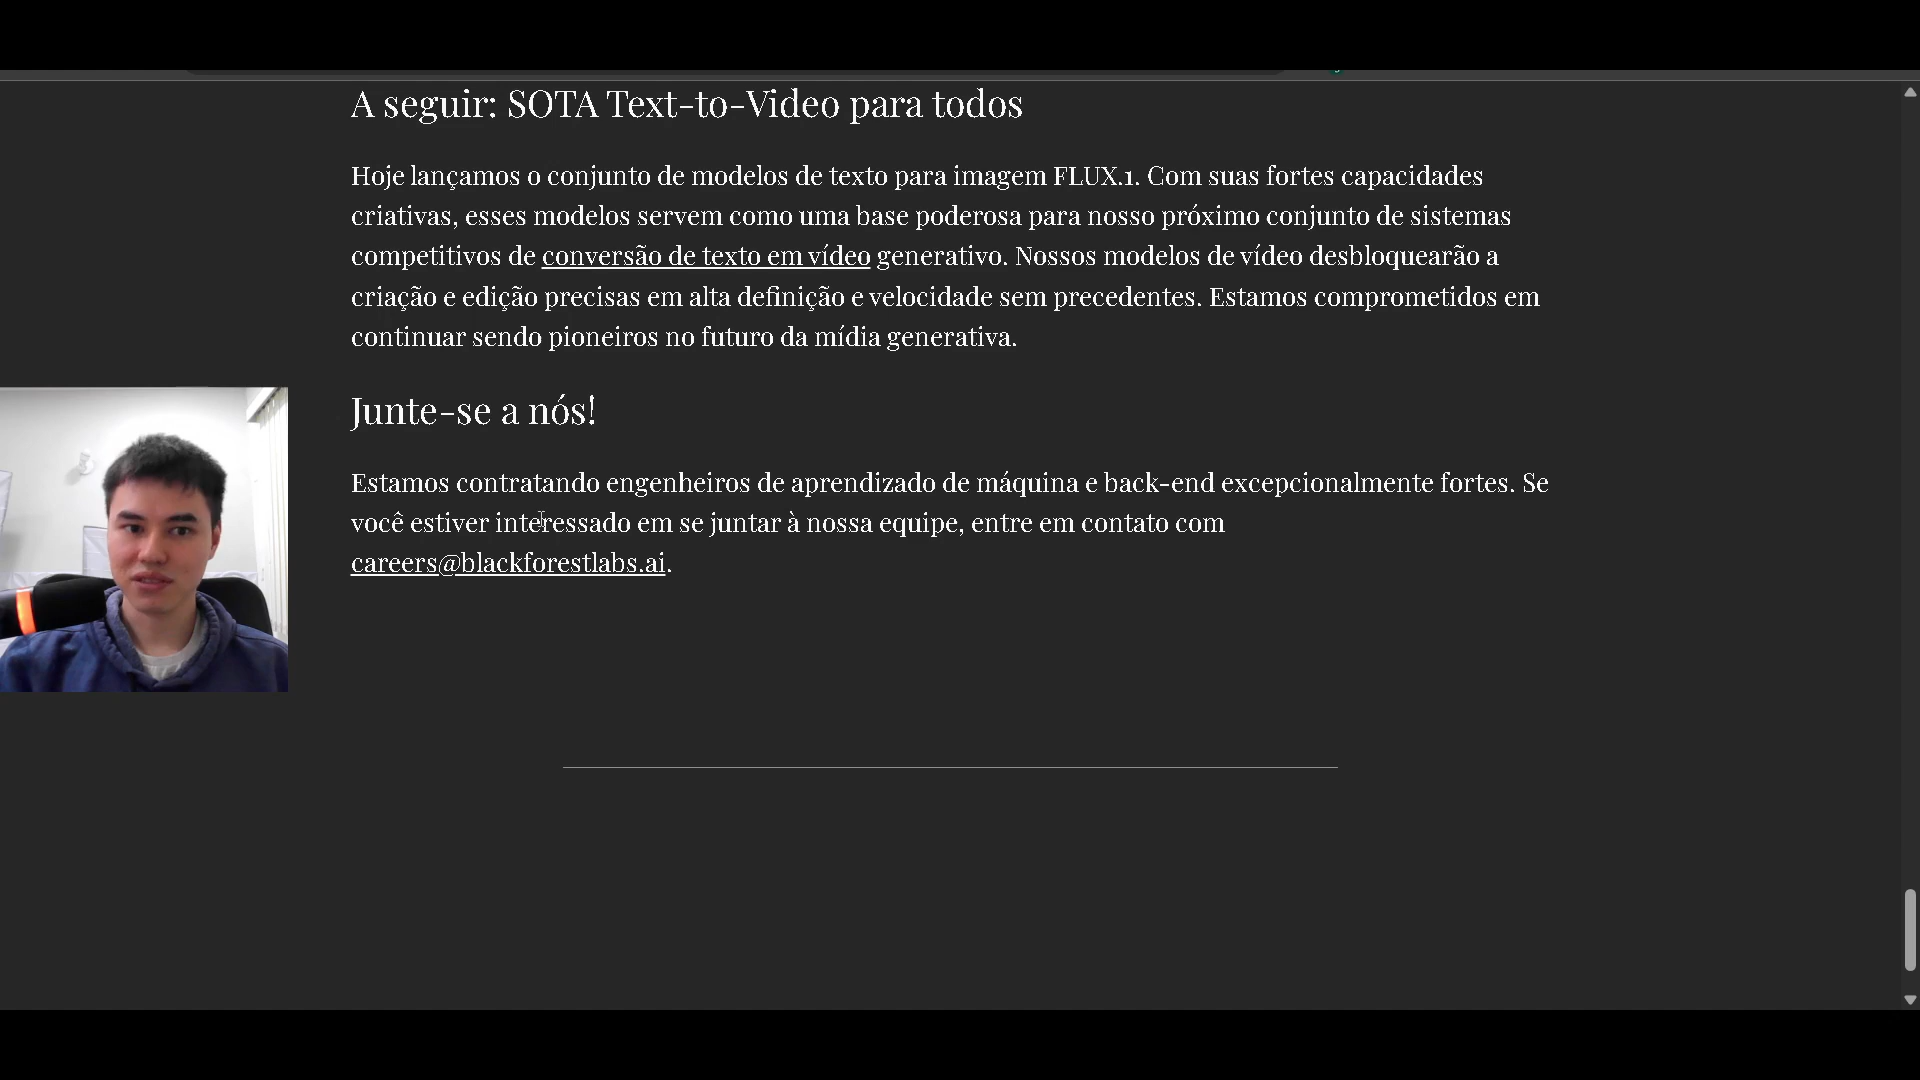 A seguir: SOTA Text-to-Video para todos
Hoje lançamos o conjunto de modelos de texto para imagem FLUX.1. Com suas fortes capacidades
criativas, esses modelos servem como uma base poderosa para nosso próximo conjunto de sistemas
competitivos de conversão de texto em vídeo generativo. Nossos modelos de vídeo desbloquearão a
criação e edição precisas em alta definição e velocidade sem precedentes. Estamos comprometidos em
continuar sendo pioneiros no futuro da mídia generativa.
Junte-se a nós!
Estamos contratando engenheiros de aprendizado de máquina e back-end excepcionalmente fortes. Se
você estiver interessado em se juntar à nossa equipe, entre em contato com
careers@blackforestlabs.ai.